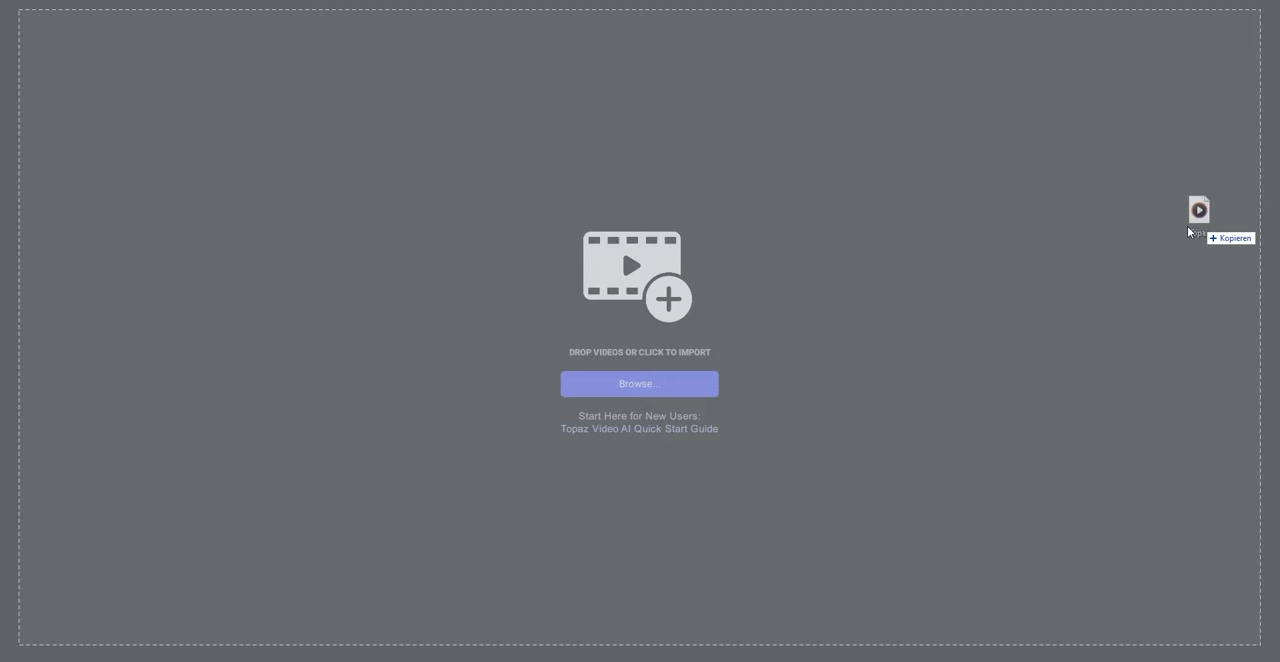 Kopieren
DROP VIDEOS OR CLICK TO IMPORT
Browse...
Start Here for New Users:
Topaz Video AI Quick Start Guide